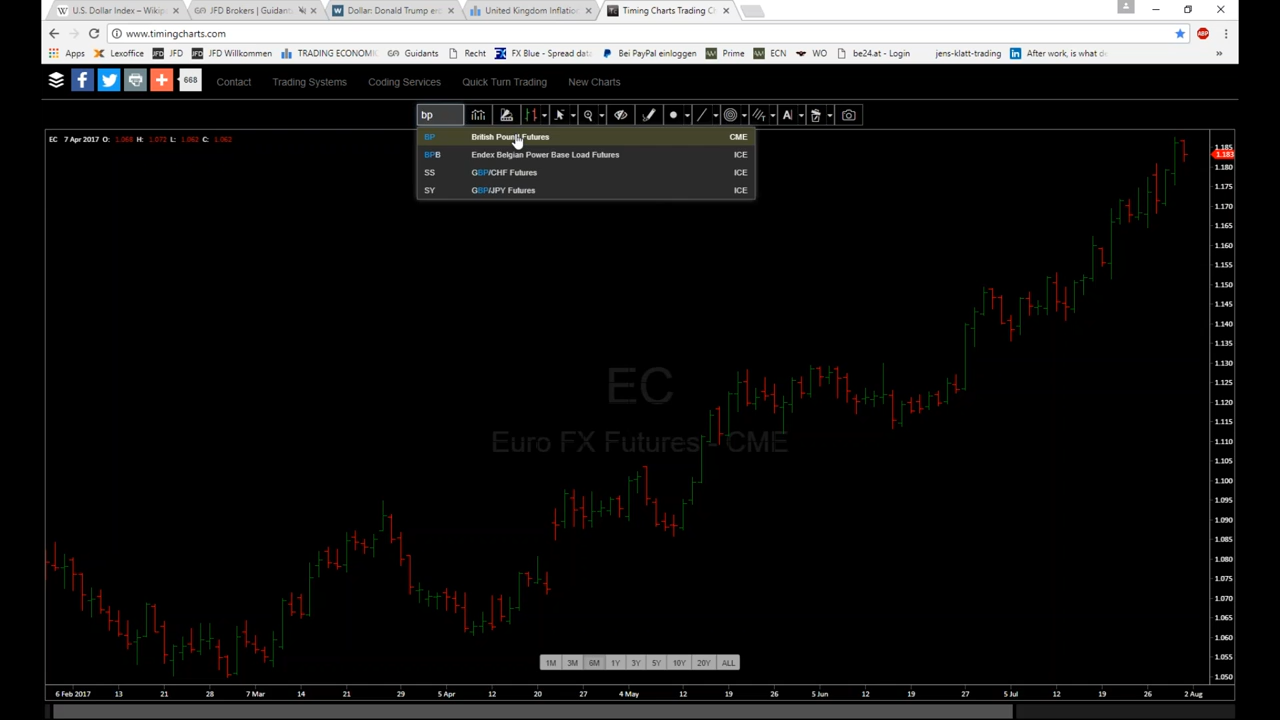 U.S. Dollar Index – Wikip
JFD Brokers | Guidant
Dollar: Donald Trump er
United Kingdom Inflatio
Timing Charts Trading C
www.timingcharts.com
Apps
Lexoffice
JFD
JFD Willkommen
TRADING ECONOM
Guidants
Recht
FX Blue - Spread dat
Bei PayPal einloggen
Prime
ECN
WO
be24.at - Login
jens-klatt-trading
After work, is what d
»
668
Contact
Trading Systems
Coding Services
Quick Turn Trading
New Charts
bp
BP British Pound Futures CME
BPB Endex Belgian Power Base Load Futures ICE
SS GBP/CHF Futures ICE
SY GBP/JPY Futures ICE
EC 7 Apr 2017 O: 1.068 H: 1.072 L: 1.062 C: 1.062
1.185
1.183
1.180
1.175
1.170
1.165
1.160
1.155
1.150
1.145
1.140
1.135
1.130
1.125
1.120
1.115
1.110
1.105
1.100
1.095
1.090
1.085
1.080
1.075
1.070
1.065
1.060
1.055
1.050
EC
Euro FX Futures - CME
1M 3M 6M 1Y 3Y 5Y 10Y 20Y ALL
6 Feb 2017 13 21 28 7 Mar 14 21 29 5 Apr 12 20 27 4 May 12 19 26 5 Jun 12 19 27 5 Jul 12 19 26 2 Aug